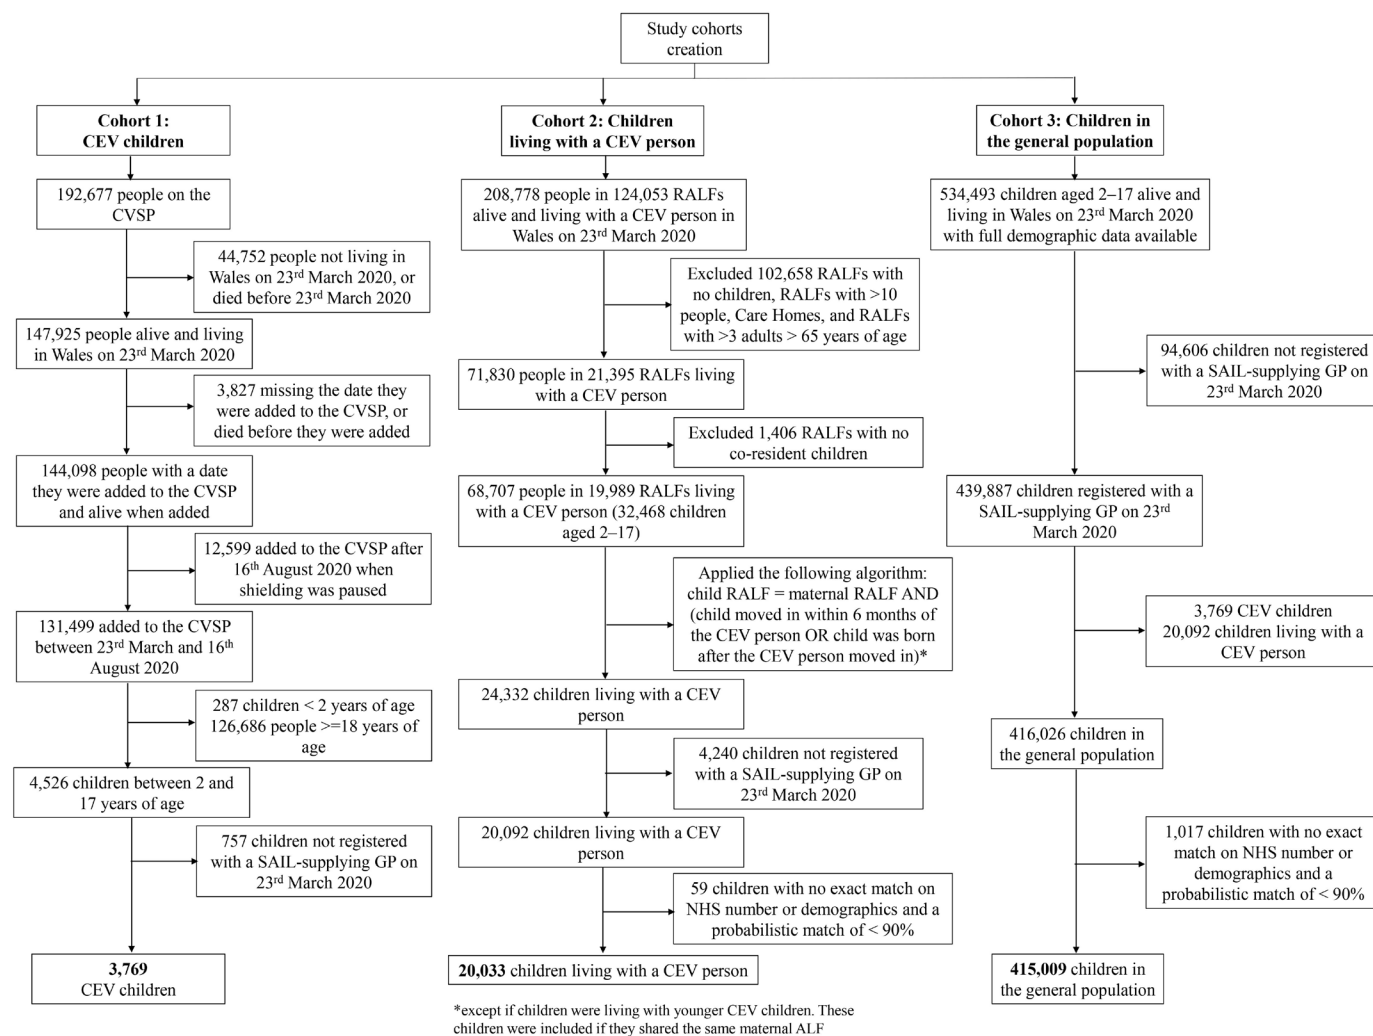 Study cohorts
creation
Cohort 1:
CEV children
192,677 people on the
CVSP
44,752 people not living in
Wales on 23rd March 2020, or
died before 23rd March 2020
147,925 people alive and living
in Wales on 23rd March 2020
3,827 missing the date they
were added to the CVSP, or
died before they were added
144,098 people with a date
they were added to the CVSP
and alive when added
12,599 added to the CVSP after
16th August 2020 when
shielding was paused
131,499 added to the CVSP
between 23rd March and 16th
August 2020
287 children < 2 years of age
126,686 people >=18 years of
age
4,526 children between 2 and
17 years of age
757 children not registered
with a SAIL-supplying GP on
23rd March 2020
3,769
CEV children
Cohort 2: Children
living with a CEV person
208,778 people in 124,053 RALFs
alive and living with a CEV person in
Wales on 23rd March 2020
Excluded 102,658 RALFs with
no children, RALFs with >10
people, Care Homes, and RALFs
with >3 adults > 65 years of age
71,830 people in 21,395 RALFs living
with a CEV person
Excluded 1,406 RALFs with no
co-resident children
68,707 people in 19,989 RALFs living
with a CEV person (32,468 children
aged 2–17)
Applied the following algorithm:
child RALF = maternal RALF AND
(child moved in within 6 months of
the CEV person OR child was born
after the CEV person moved in)*
24,332 children living with a CEV
person
4,240 children not registered
with a SAIL-supplying GP on
23rd March 2020
20,092 children living with a CEV
person
59 children with no exact match on
NHS number or demographics and a
probabilistic match of < 90%
20,033 children living with a CEV person
*except if children were living with younger CEV children. These
children were included if they shared the same maternal ALF
Cohort 3: Children in
the general population
534,493 children aged 2–17 alive and
living in Wales on 23rd March 2020
with full demographic data available
94,606 children not registered
with a SAIL-supplying GP on
23rd March 2020
439,887 children registered with a
SAIL-supplying GP on 23rd
March 2020
3,769 CEV children
20,092 children living with a
CEV person
416,026 children in
the general population
1,017 children with no exact
match on NHS number or
demographics and a
probabilistic match of < 90%
415,009 children in
the general population